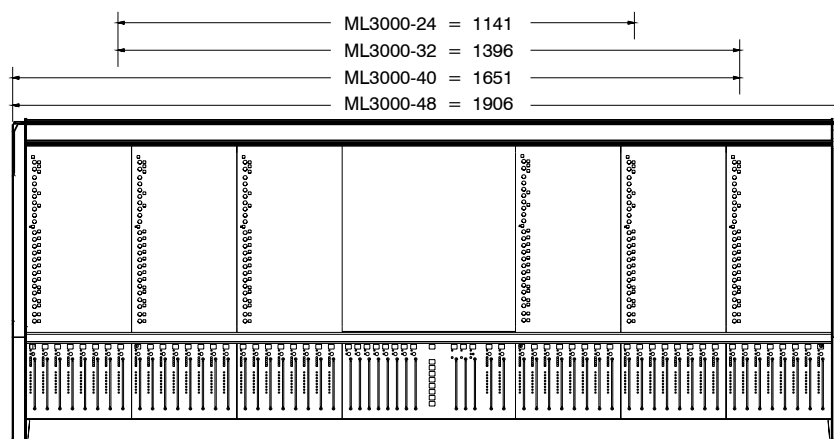 ML3000-24 = 1141
ML3000-32 = 1396
ML3000-40 = 1651
ML3000-48 = 1906